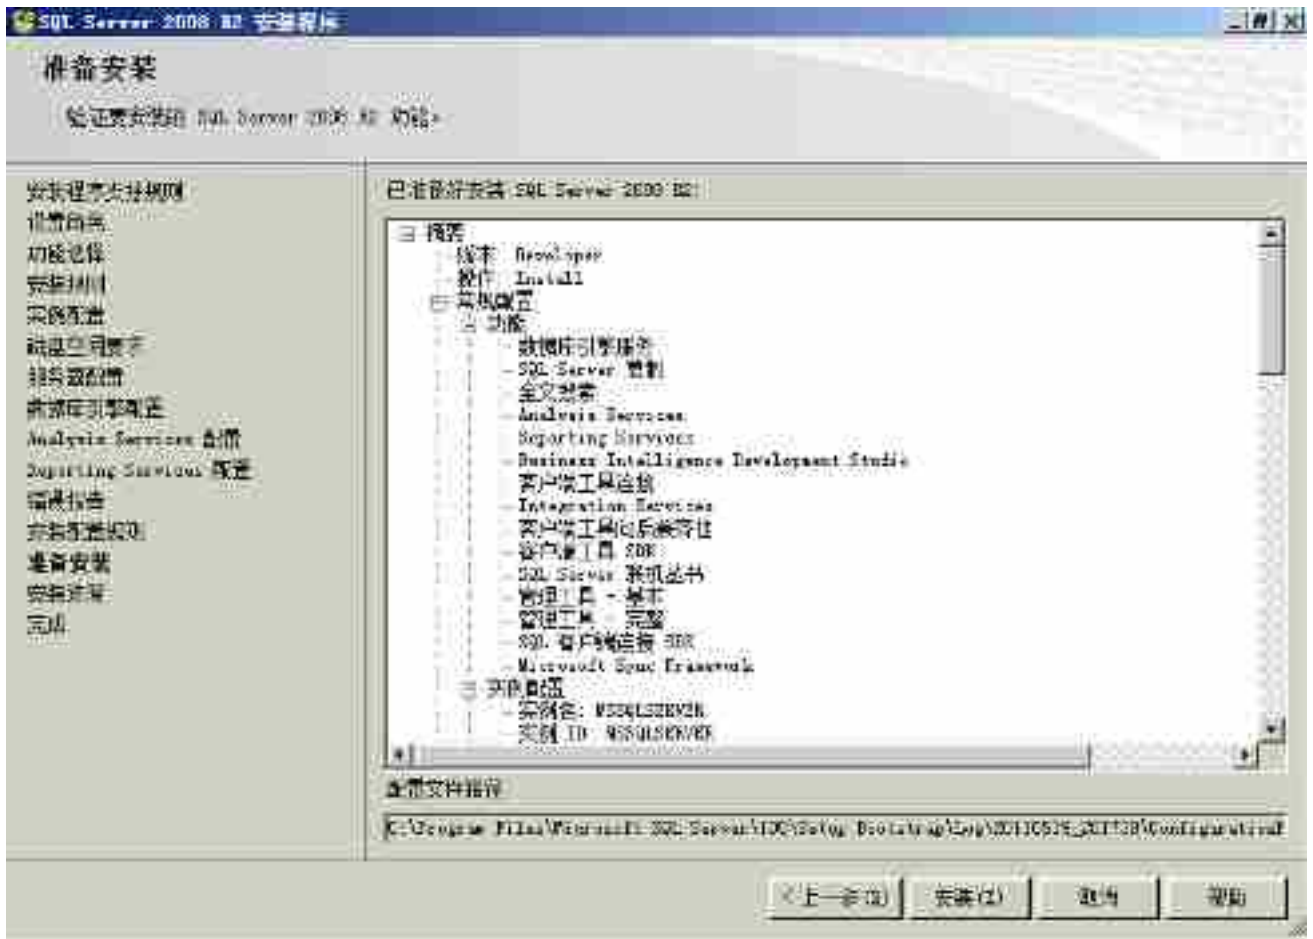 SQL Server 2008 R2 安装程序
准备安装
验证要安装的 SQL Server 2008 R2 功能。
安装程序支持规则
设置角色
功能选择
安装规则
实例配置
磁盘空间要求
服务器配置
数据库引擎配置
Analysis Services 配置
Reporting Services 配置
错误报告
安装配置规则
准备安装
安装进度
完成
已准备好安装 SQL Server 2008 R2:
摘要
版本: Developer
操作: Install
常规配置
功能
数据库引擎服务
SQL Server 复制
全文搜索
Analysis Services
Reporting Services
Business Intelligence Development Studio
客户端工具连接
Integration Services
客户端工具向后兼容性
客户端工具 SDK
SQL Server 联机丛书
管理工具 - 基本
管理工具 - 完整
SQL 客户端连接 SDK
Microsoft Sync Framework
实例配置
实例名: MSSQLSERVER
实例 ID: MSSQLSERVER
配置文件路径
C:\Program Files\Microsoft SQL Server\100\Setup Bootstrap\Log\
< 上一步(B)
安装(I)
取消
帮助